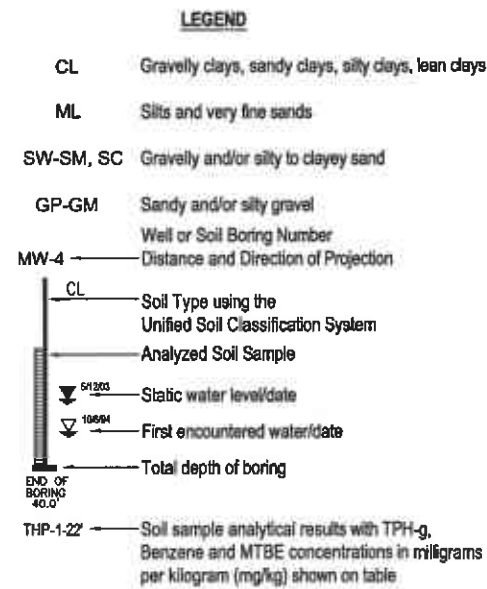 LEGEND
CL Gravelly clays, sandy clays, silty clays, lean clays
ML Silts and very fine sands
SW-SM, SC Gravelly and/or silty to clayey sand
GP-GM Sandy and/or silty gravel
Well or Soil Boring Number
MW-4 Distance and Direction of Projection
CL
Soil Type using the
Unified Soil Classification System
Analyzed Soil Sample
5/12/03 Static water level/date
10/6/94 First encountered water/date
Total depth of boring
END OF
BORING
40.0'
THP-1-22' Soil sample analytical results with TPH-g,
Benzene and MTBE concentrations in milligrams
per kilogram (mg/kg) shown on table